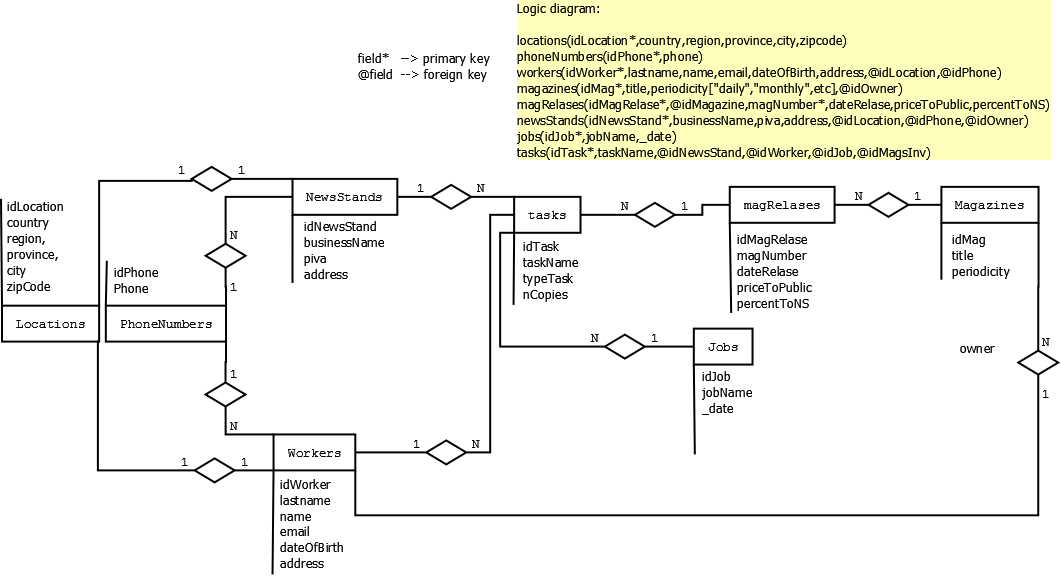 Logic diagram:
field* --> primary key
@field --> foreign key
locations(idLocation*,country,region,province,city,zipcode)
phoneNumbers(idPhone*,phone)
workers(idWorker*,lastname,name,email,dateOfBirth,address,@idLocation,@idPhone)
magazines(idMag*,title,periodicity["daily","monthly",etc],@idOwner)
magRelases(idMagRelase*,@idMagazine,magNumber*,dateRelase,priceToPublic,percentToNS)
newsStands(idNewsStand*,businessName,piva,address,@idLocation,@idPhone,@idOwner)
jobs(idJob*,jobName,_date)
tasks(idTask*,taskName,@idNewsStand,@idWorker,@idJob,@idMagsInv)
1 1
NewsStands
idNewsStand
businessName
piva
address
1 N
tasks
idTask
taskName
typeTask
nCopies
N 1
magRelases
idMagRelase
magNumber
dateRelase
priceToPublic
percentToNS
N 1
Magazines
idMag
title
periodicity
idLocation
country
region,
province,
city
zipCode
Locations
idPhone
Phone
PhoneNumbers
N
1
1
N
N 1
Jobs
idJob
jobName
_date
owner
N
1
1 1
Workers
idWorker
lastname
name
email
dateOfBirth
address
1 N